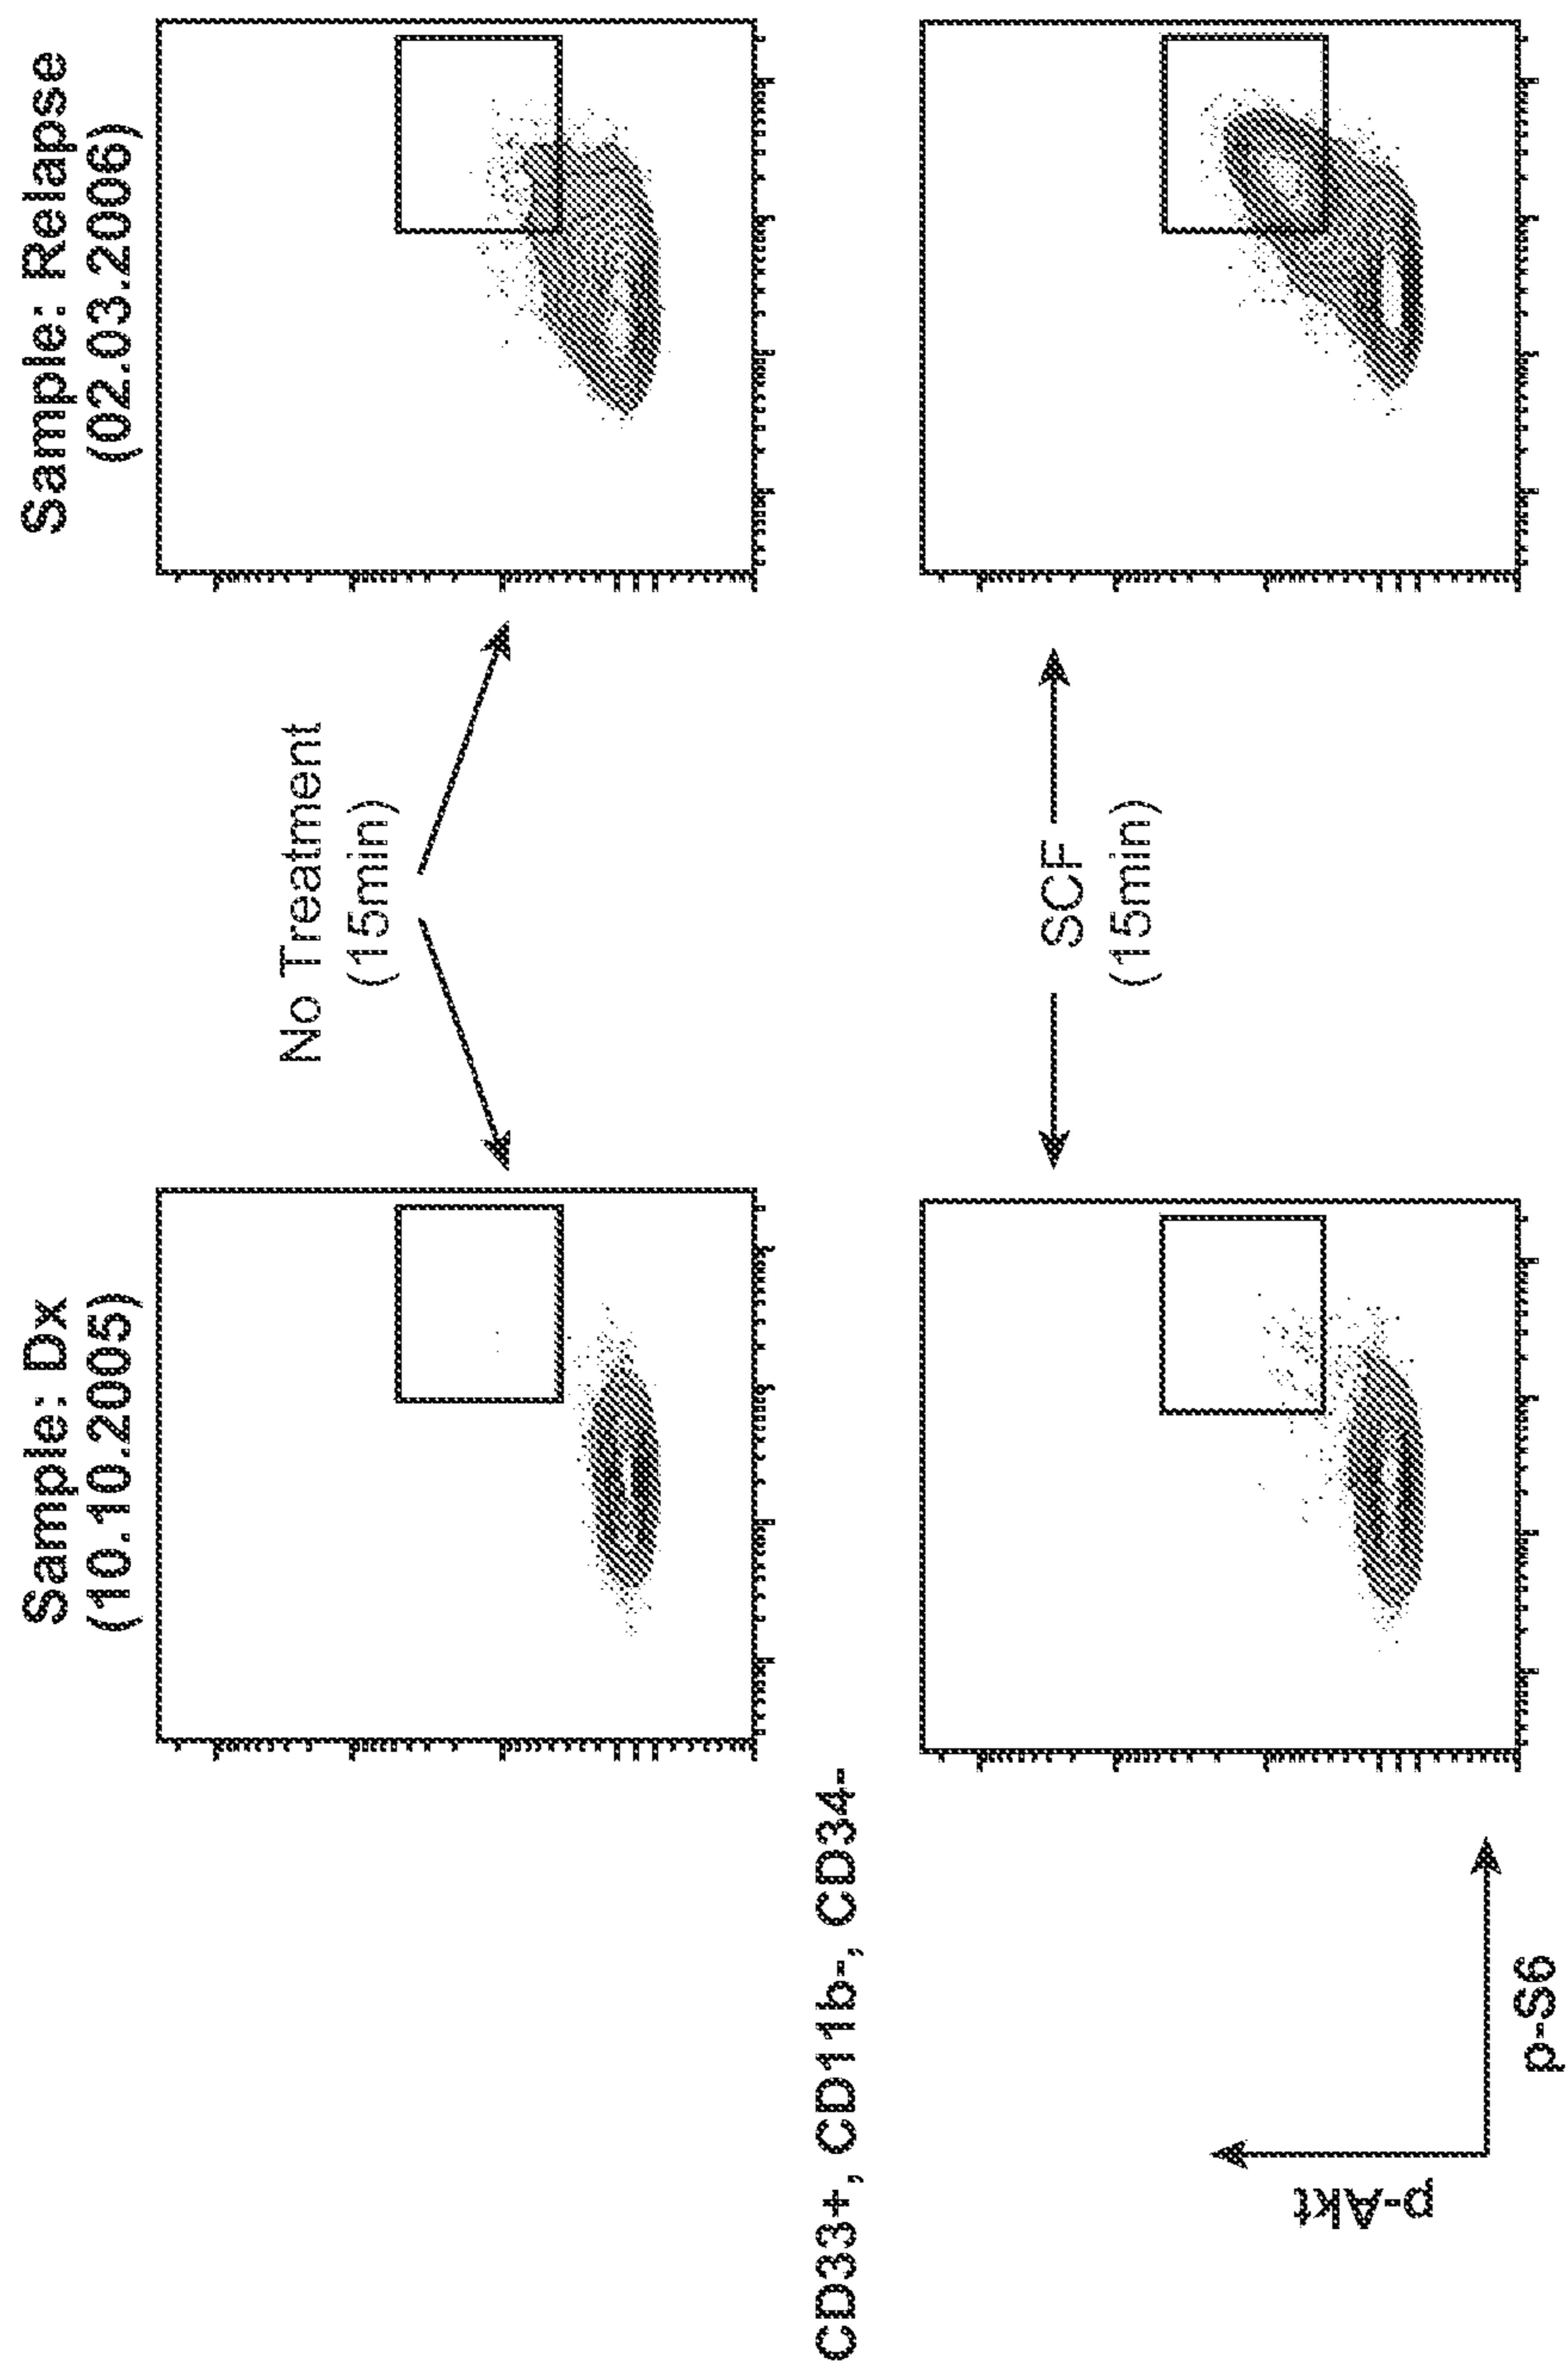 Sample: Dx
(10.10.2005)
Sample: Relapse
(02.03.2006)
No Treatment
(15min)
CD33+, CD11b-, CD34-
SCF
(15min)
p-Akt
p-S6